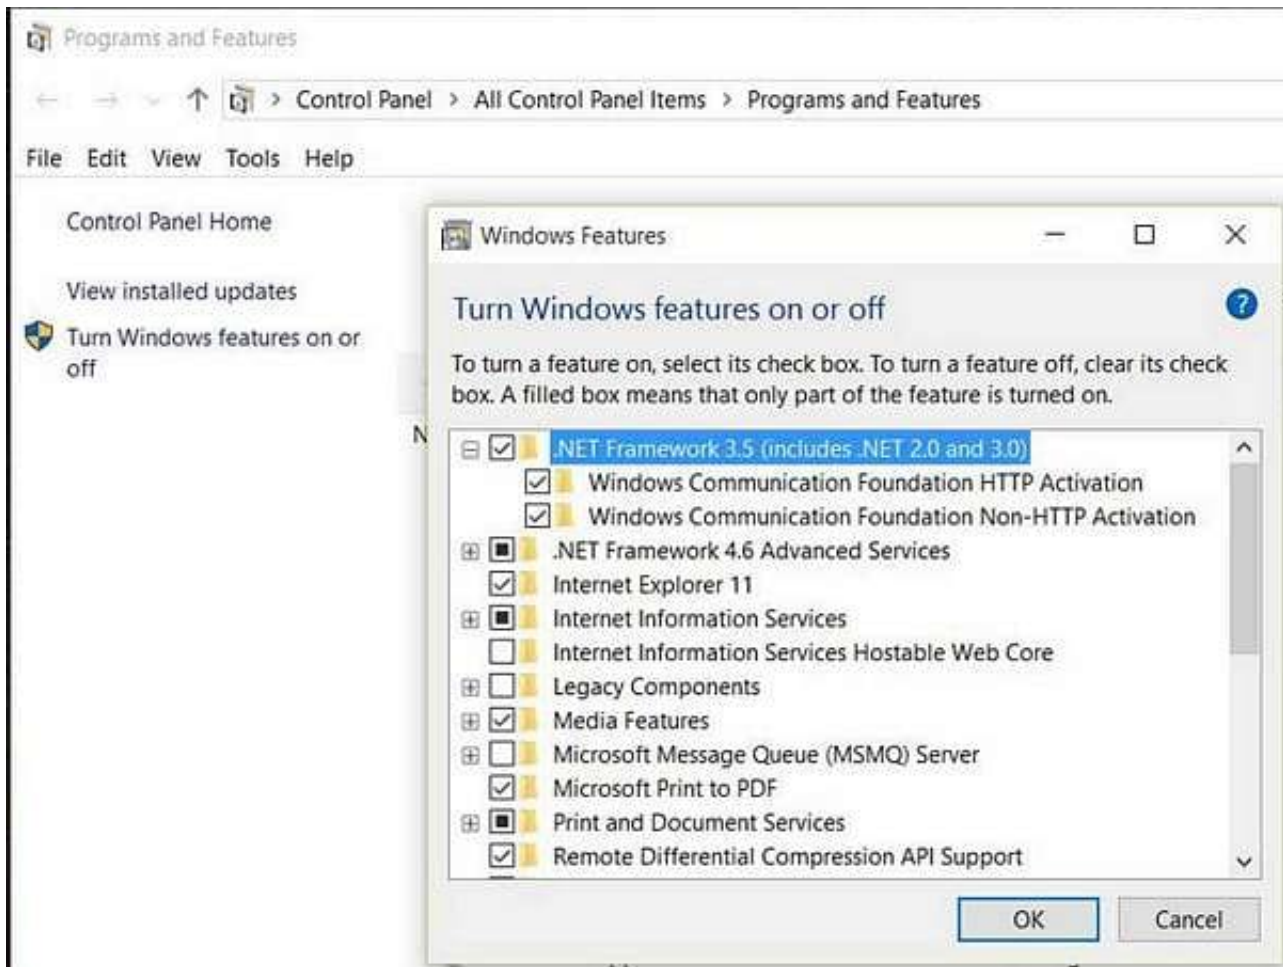 Programs and Features
Control Panel > All Control Panel Items > Programs and Features
File Edit View Tools Help
Control Panel Home
View installed updates
Turn Windows features on or
off
N
Windows Features
Turn Windows features on or off
To turn a feature on, select its check box. To turn a feature off, clear its check
box. A filled box means that only part of the feature is turned on.
.NET Framework 3.5 (includes .NET 2.0 and 3.0)
Windows Communication Foundation HTTP Activation
Windows Communication Foundation Non-HTTP Activation
.NET Framework 4.6 Advanced Services
Internet Explorer 11
Internet Information Services
Internet Information Services Hostable Web Core
Legacy Components
Media Features
Microsoft Message Queue (MSMQ) Server
Microsoft Print to PDF
Print and Document Services
Remote Differential Compression API Support
OK Cancel